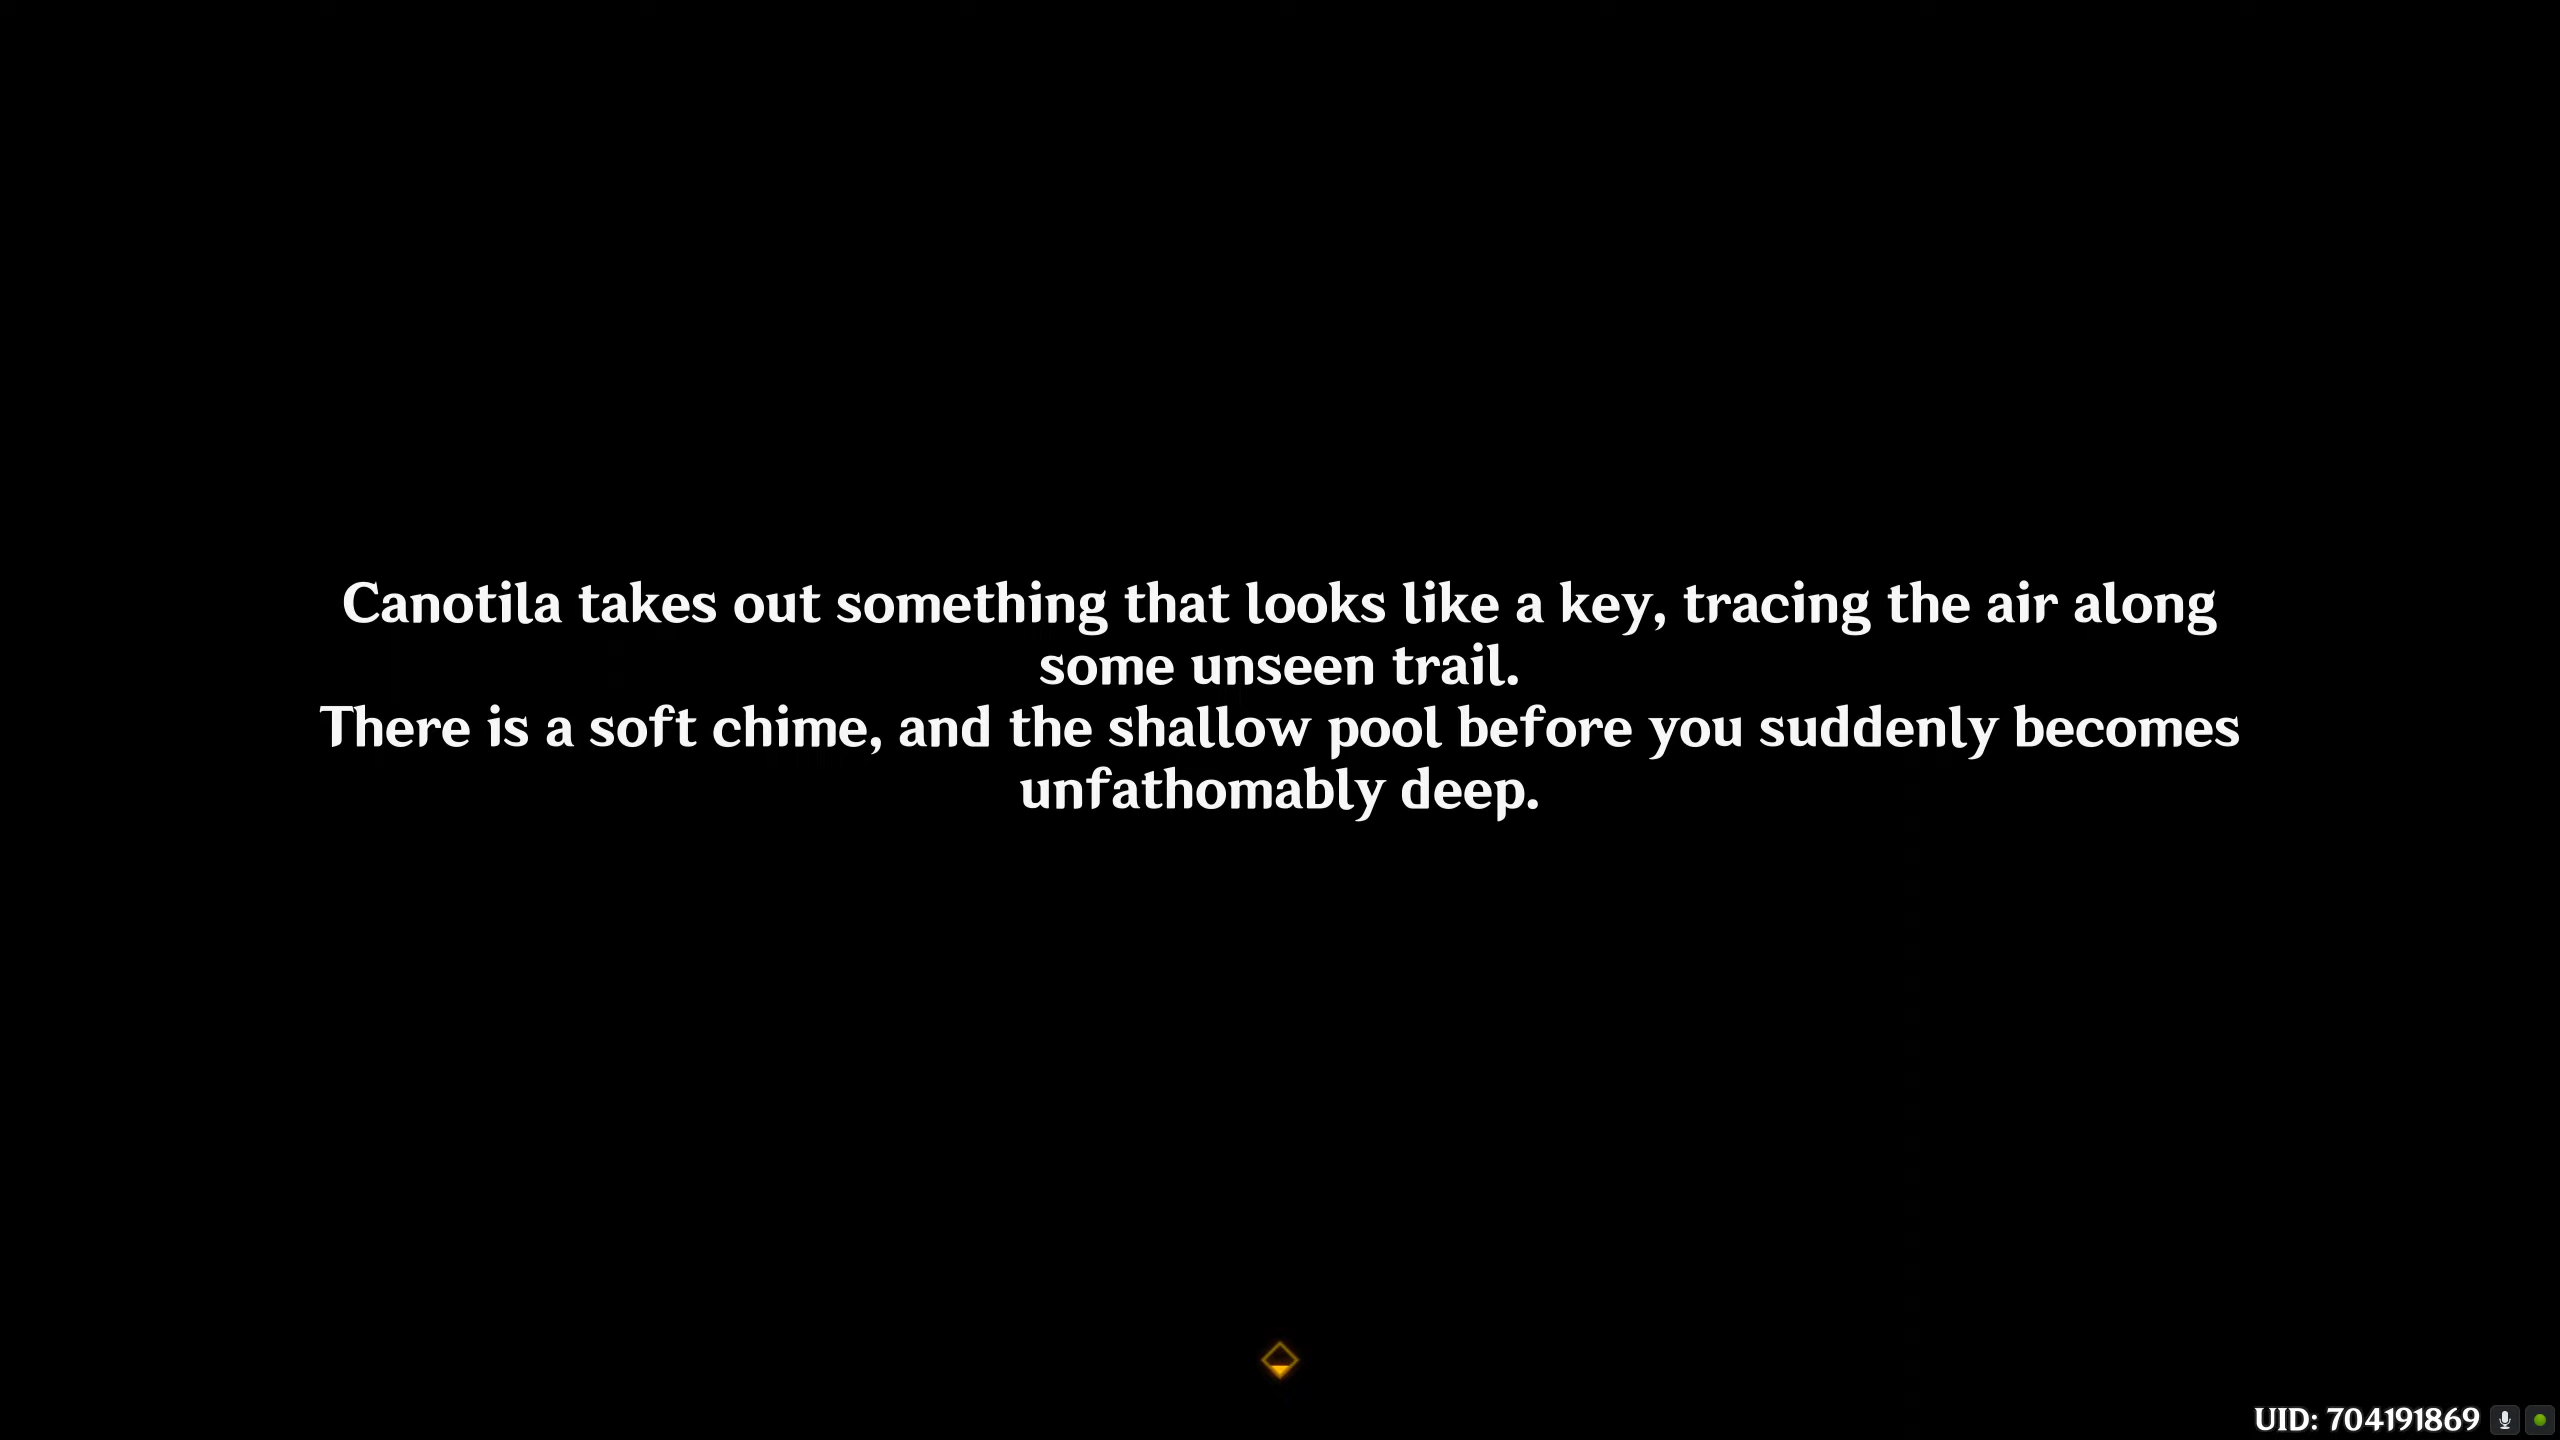 Canotila takes out something that looks like a key, tracing the air along
some unseen trail.
There is a soft chime, and the shallow pool before you suddenly becomes
unfathomably deep.
UID: 704191869